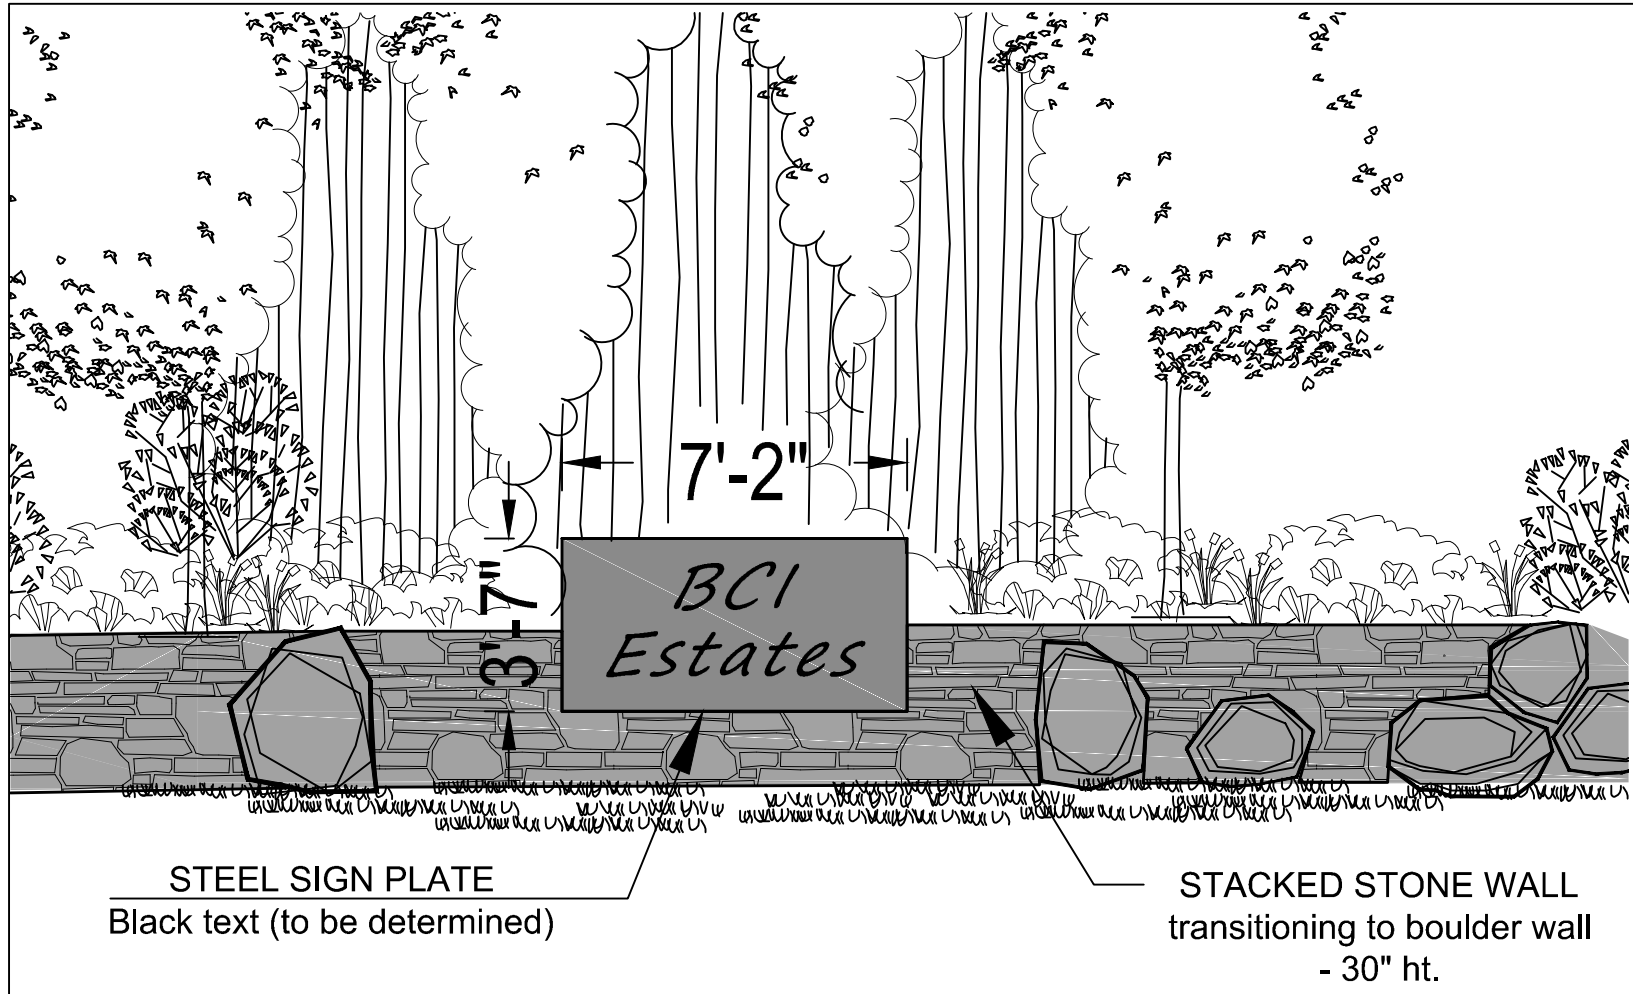 7'-2"
3'-7"
BCI
Estates
STEEL SIGN PLATE
Black text (to be determined)
STACKED STONE WALL
transitioning to boulder wall
- 30" ht.